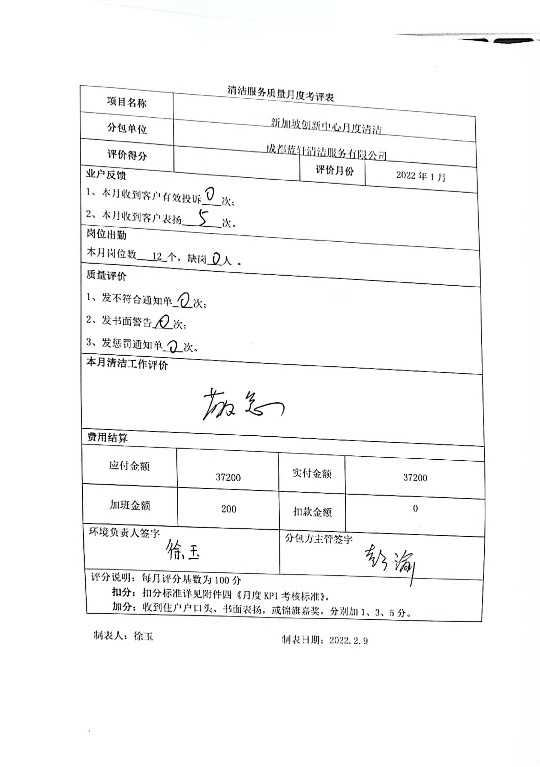 清洁服务质量月度考评表
项目名称
新加坡创新中心月度清洁
分包单位
成都蓝轩清洁服务有限公司
评价得分
评价月份
2022年1月
业户反馈
1、本月收到客户有效投诉0次;
2、本月收到客户表扬5次。
岗位出勤
本月岗位数12个，缺岗0人。
质量评价
1、发不符合通知单0次;
2、发书面警告0次;
3、发惩罚通知单0次。
本月清洁工作评价
费用结算
应付金额
37200
实付金额
37200
加班金额
200
扣款金额
0
环境负责人签字
徐玉
分包方主管签字
评分说明：每月评分基数为100分
扣分：扣分标准详见附件四《月度KPI考核标准》。
加分：收到住户户口头、书面表扬，或锦旗嘉奖，分别加1、3、5分。
制表人：徐玉
制表日期：2022.2.9